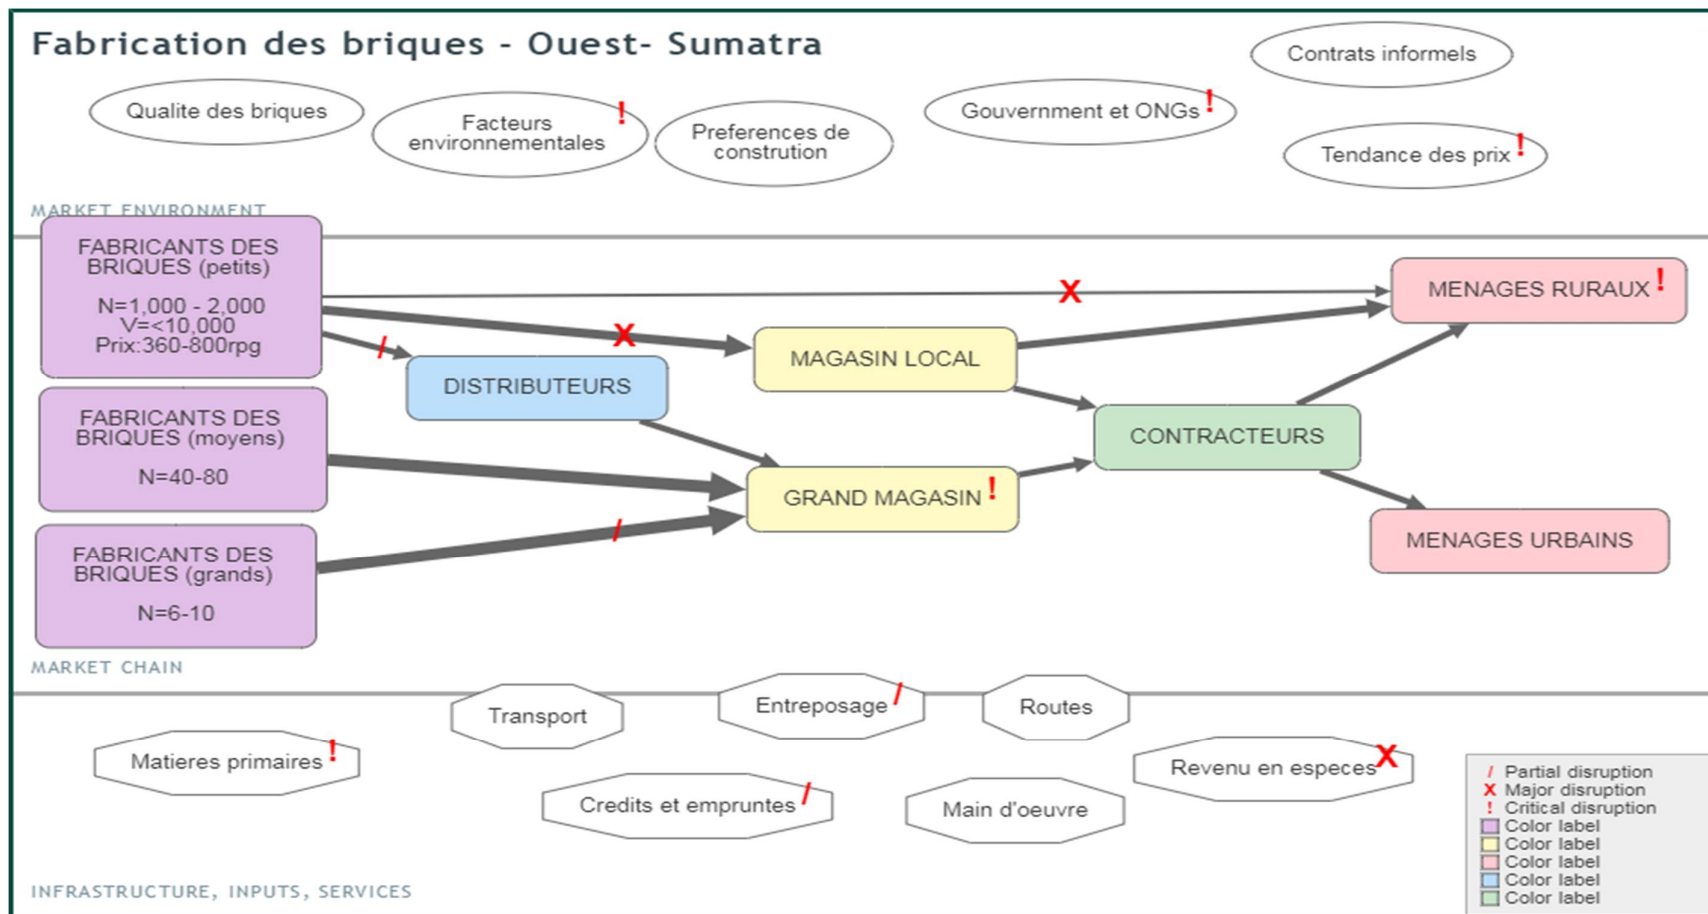 Fabrication des briques - Ouest- Sumatra
Contrats informels
Qualite des briques
Facteurs
environnementales
!
Preferences de
constrution
Gouvernment et ONGs !
Tendance des prix !
MARKET ENVIRONMENT
FABRICANTS DES
BRIQUES (petits)
N=1,000 - 2,000
V=<10,000
Prix:360-800rpg
X
X
/
MENAGES RURAUX !
MAGASIN LOCAL
DISTRIBUTEURS
FABRICANTS DES
BRIQUES (moyens)
N=40-80
CONTRACTEURS
GRAND MAGASIN !
/
MENAGES URBAINS
FABRICANTS DES
BRIQUES (grands)
N=6-10
MARKET CHAIN
Transport
Entreposage /
Routes
Matieres primaires !
Revenu en especes X
Credits et empruntes /
Main d'oeuvre
/ Partial disruption
X Major disruption
! Critical disruption
Color label
Color label
Color label
Color label
Color label
INFRASTRUCTURE, INPUTS, SERVICES